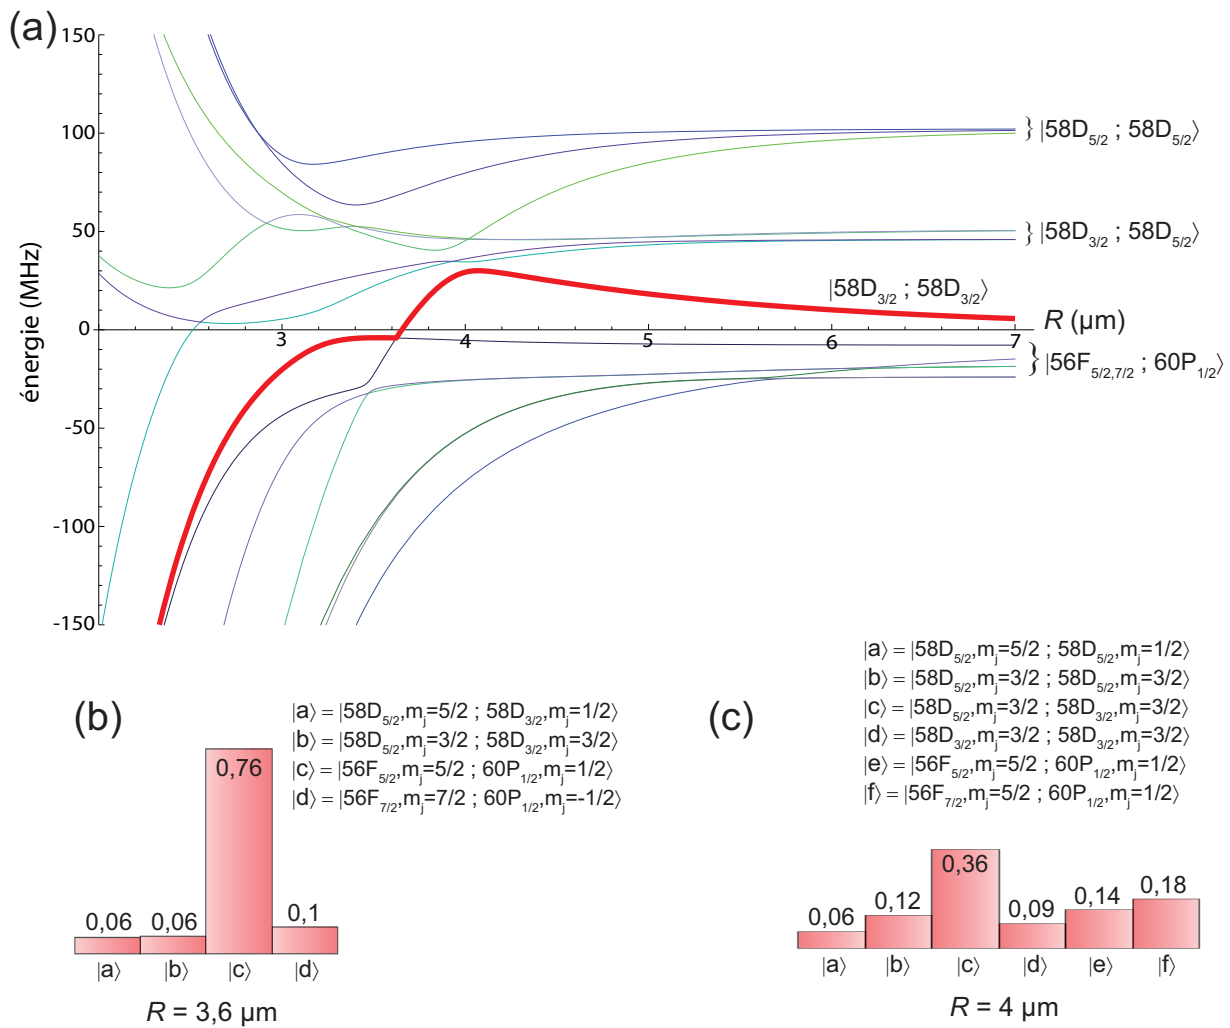 (a)
150
100
50
0
-50
-100
-150
énergie (MHz)
3
4
5
6
7
R (μm)
}|58D5/2 ; 58D5/2⟩
}|58D3/2 ; 58D5/2⟩
|58D3/2 ; 58D3/2⟩
}|56F5/2,7/2 ; 60P1/2⟩
(b)
|a⟩ = |58D5/2,mj=5/2 ; 58D3/2,mj=1/2⟩
|b⟩ = |58D5/2,mj=3/2 ; 58D3/2,mj=3/2⟩
|c⟩ = |56F5/2,mj=5/2 ; 60P1/2,mj=1/2⟩
|d⟩ = |56F7/2,mj=7/2 ; 60P1/2,mj=-1/2⟩
0,06 0,06 0,76 0,1
|a⟩ |b⟩ |c⟩ |d⟩
R = 3,6 μm
(c)
|a⟩ = |58D5/2,mj=5/2 ; 58D5/2,mj=1/2⟩
|b⟩ = |58D5/2,mj=3/2 ; 58D5/2,mj=3/2⟩
|c⟩ = |58D5/2,mj=3/2 ; 58D3/2,mj=3/2⟩
|d⟩ = |58D3/2,mj=3/2 ; 58D3/2,mj=3/2⟩
|e⟩ = |56F5/2,mj=5/2 ; 60P1/2,mj=1/2⟩
|f⟩ = |56F7/2,mj=5/2 ; 60P1/2,mj=1/2⟩
0,06 0,12 0,36 0,09 0,14 0,18
|a⟩ |b⟩ |c⟩ |d⟩ |e⟩ |f⟩
R = 4 μm